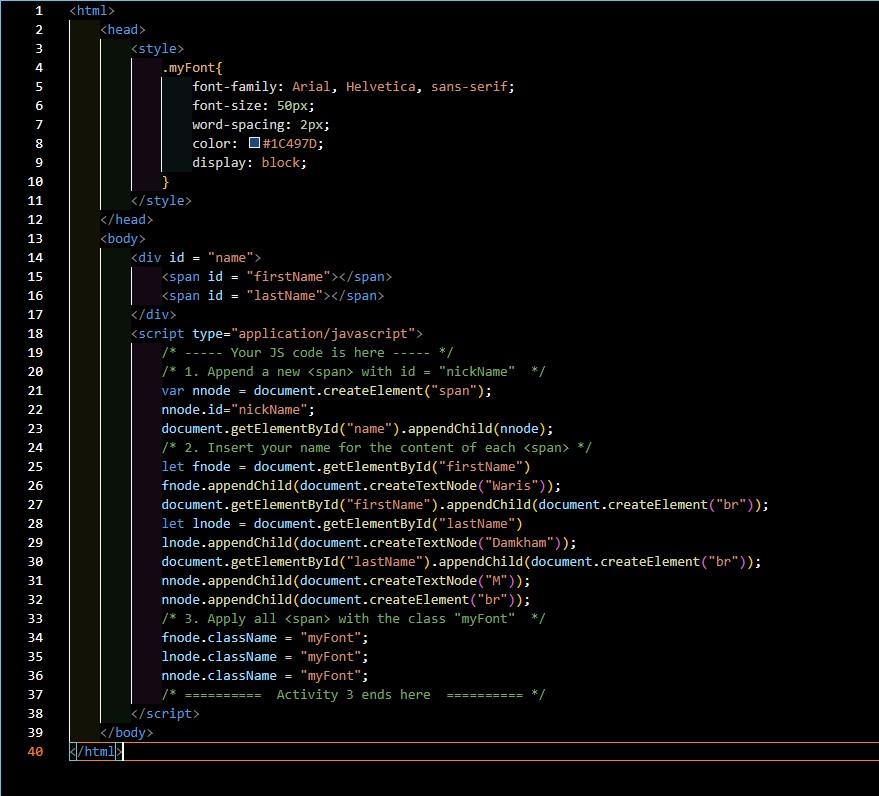 1 <html>
2 <head>
3 <style>
4 .myFont{
5 font-family: Arial, Helvetica, sans-serif;
6 font-size: 50px;
7 word-spacing: 2px;
8 color: #1C497D;
9 display: block;
10 }
11 </style>
12 </head>
13 <body>
14 <div id = "name">
15 <span id = "firstName"></span>
16 <span id = "lastName"></span>
17 </div>
18 <script type="application/javascript">
19 /* ----- Your JS code is here ----- */
20 /* 1. Append a new <span> with id = "nickName"  */
21 var nnode = document.createElement("span");
22 nnode.id="nickName";
23 document.getElementById("name").appendChild(nnode);
24 /* 2. Insert your name for the content of each <span> */
25 let fnode = document.getElementById("firstName")
26 fnode.appendChild(document.createTextNode("Waris"));
27 document.getElementById("firstName").appendChild(document.createElement("br"));
28 let lnode = document.getElementById("lastName")
29 lnode.appendChild(document.createTextNode("Damkham"));
30 document.getElementById("lastName").appendChild(document.createElement("br"));
31 nnode.appendChild(document.createTextNode("M"));
32 nnode.appendChild(document.createElement("br"));
33 /* 3. Apply all <span> with the class "myFont"  */
34 fnode.className = "myFont";
35 lnode.className = "myFont";
36 nnode.className = "myFont";
37 /* ==========  Activity 3 ends here  ========== */
38 </script>
39 </body>
40 </html>